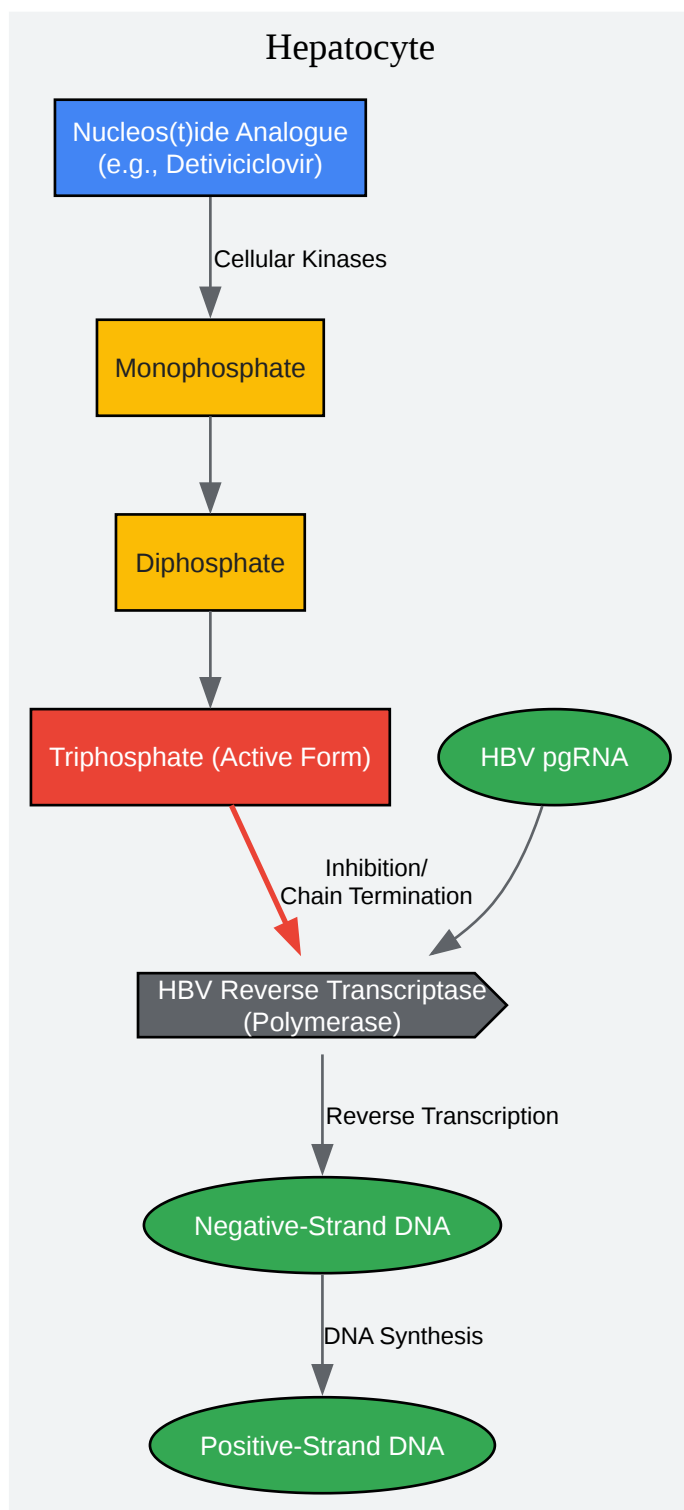 Hepatocyte
Nucleos(t)ide Analogue
(e.g., Detiviciclovir)
Cellular Kinases
Monophosphate
Diphosphate
Triphosphate (Active Form)
HBV pgRNA
Inhibition/
Chain Termination
HBV Reverse Transcriptase
(Polymerase)
Reverse Transcription
Negative-Strand DNA
DNA Synthesis
Positive-Strand DNA